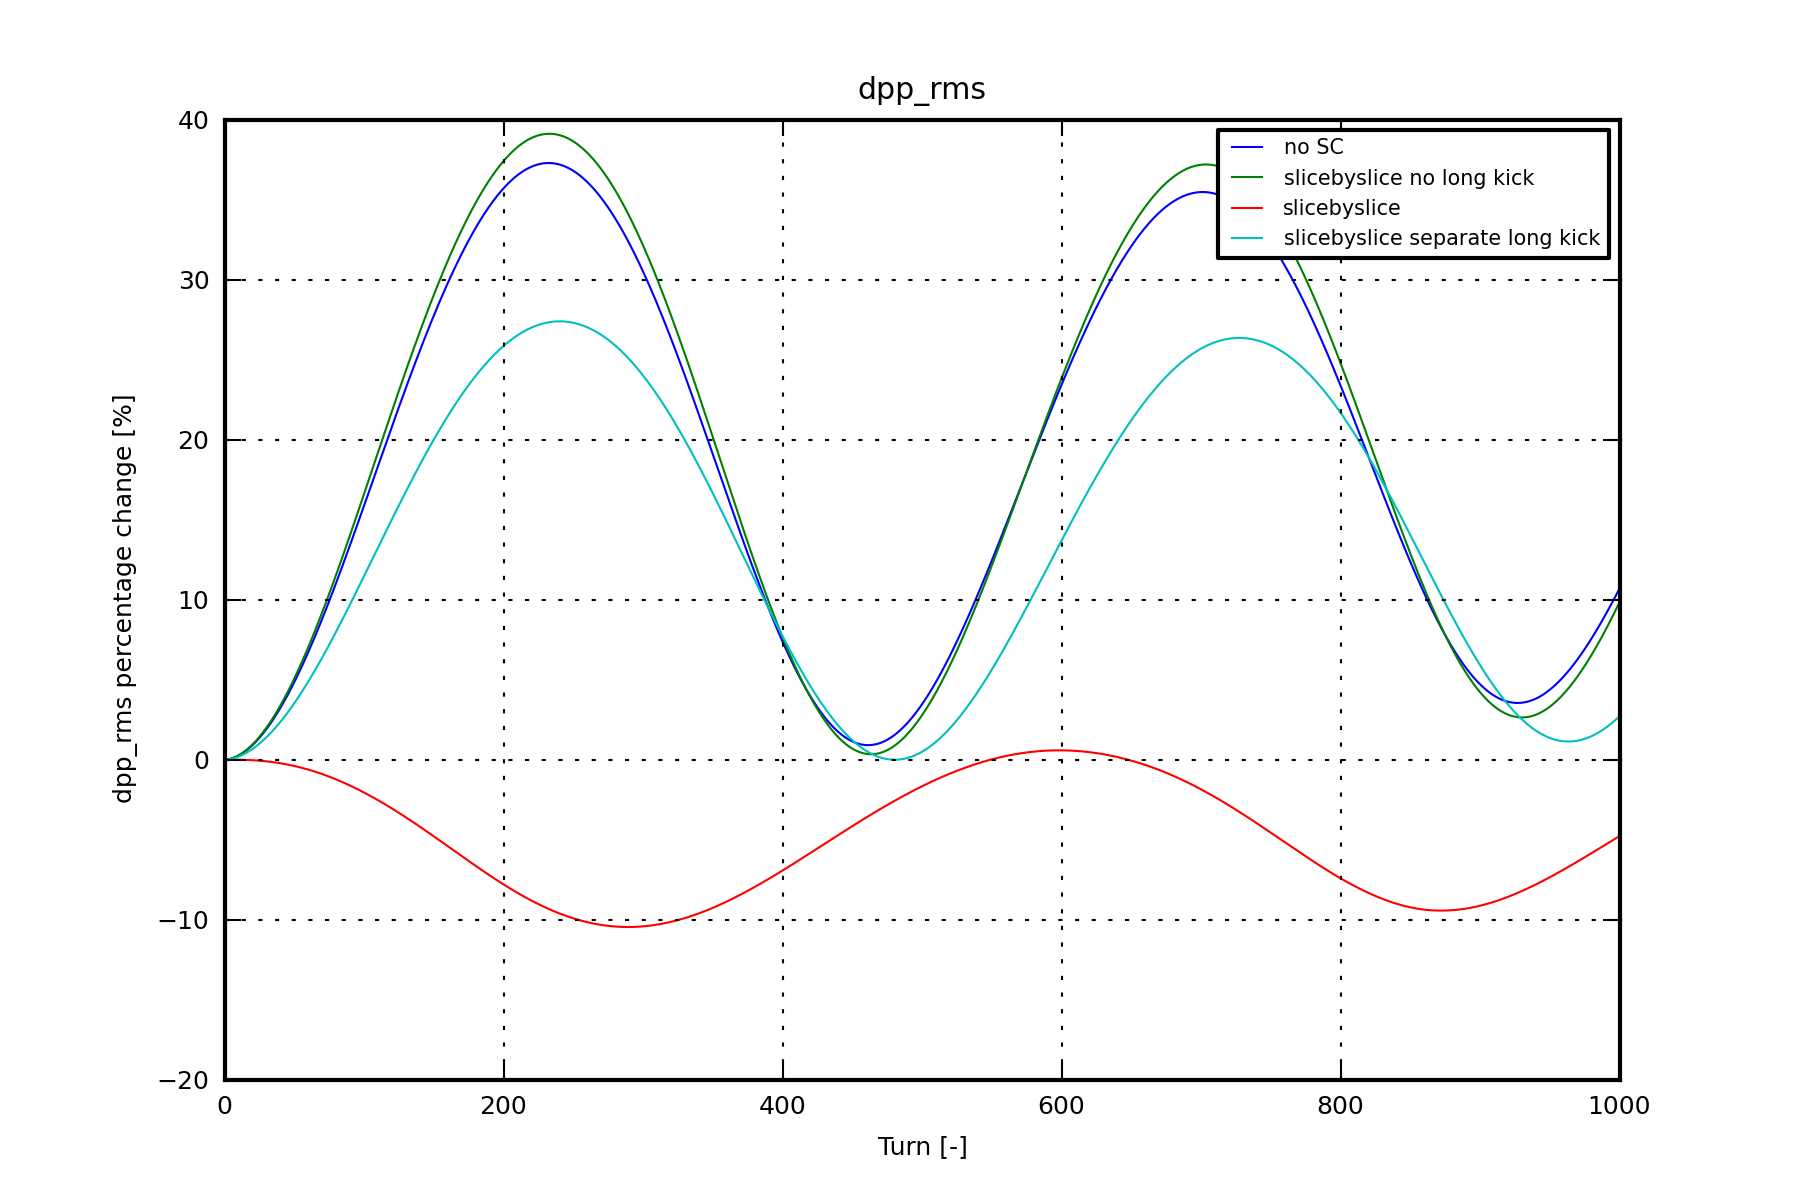 dpp_rms
40
30
20
10
0
−10
−20
dpp_rms percentage change [%]
no SC
slicebyslice no long kick
slicebyslice
slicebyslice separate long kick
0 200 400 600 800 1000
Turn [-]